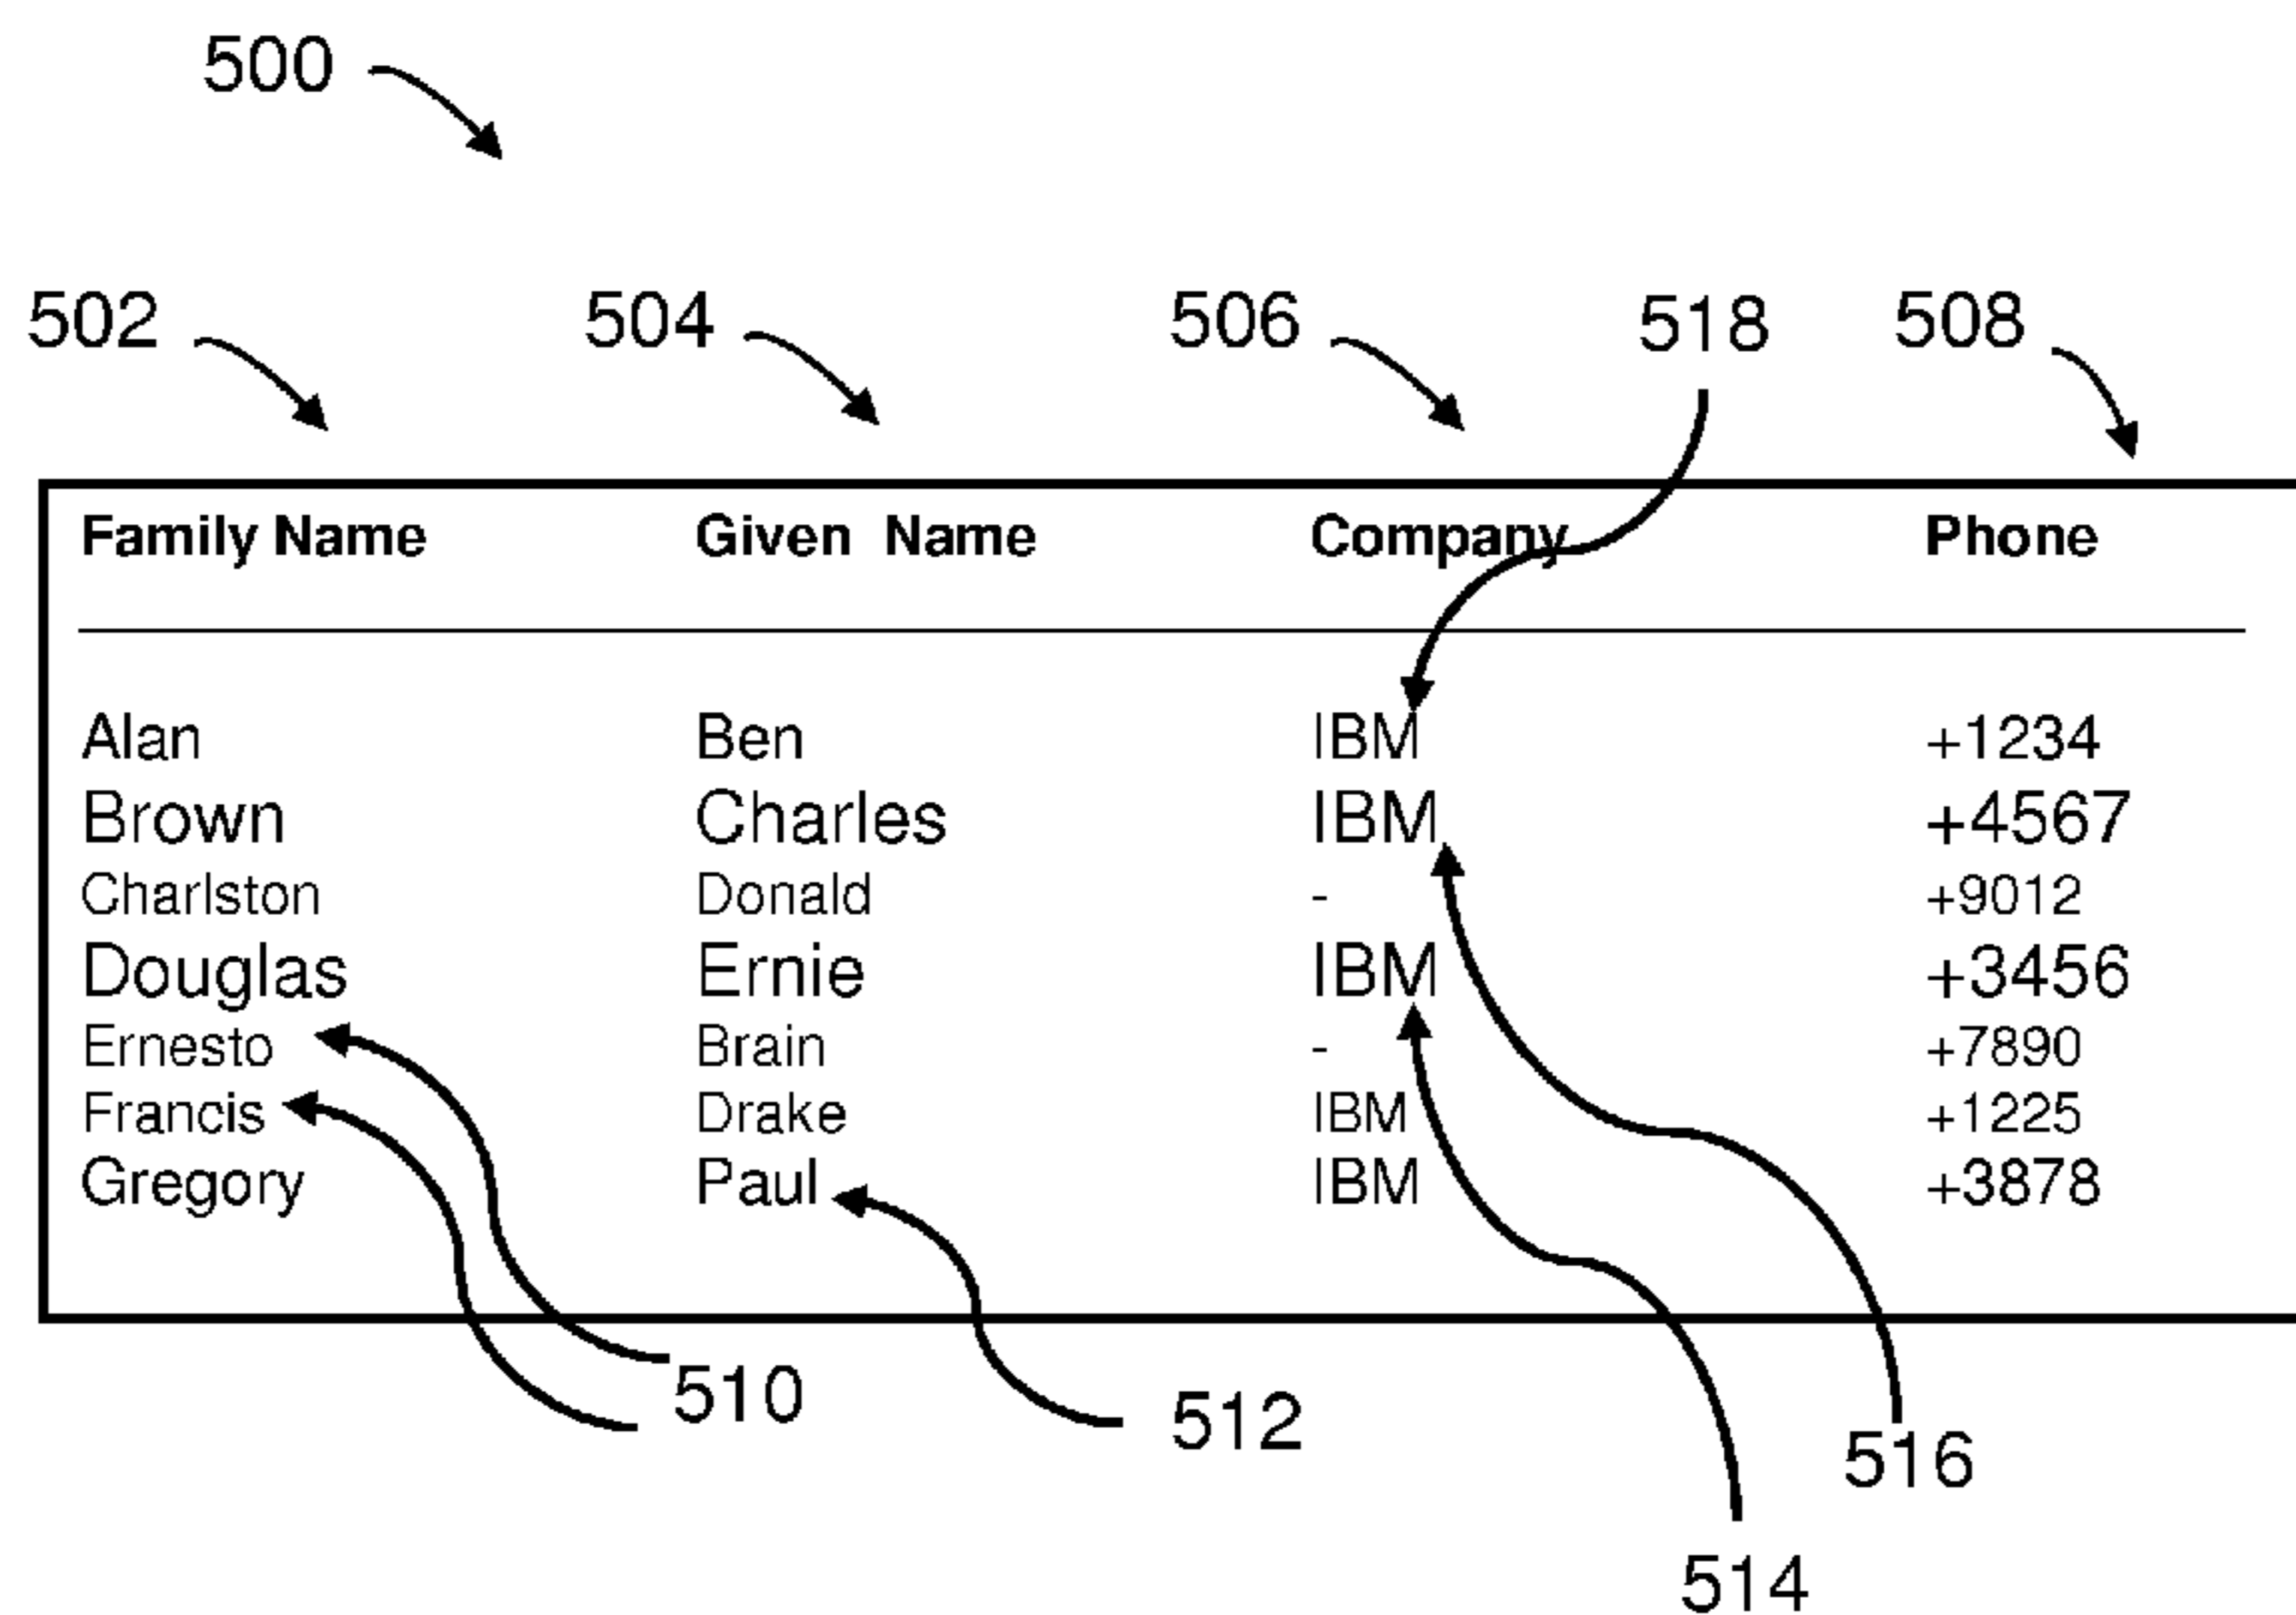 500
502 504 506 518 508
Family Name Given Name Company Phone
Alan Ben IBM +1234
Brown Charles IBM +4567
Charlston Donald - +9012
Douglas Ernie IBM +3456
Ernesto Brain - +7890
Francis Drake IBM +1225
Gregory Paul IBM +3878
510 512 516
514